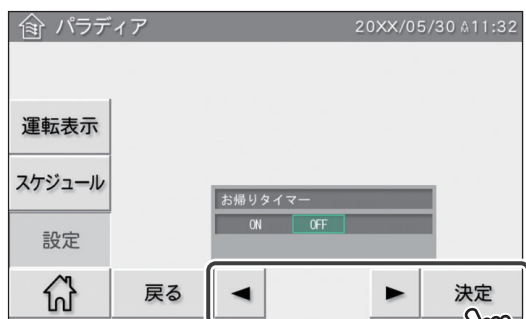 パラディア 20XX/05/30 11:32
運転表示
スケジュール
お帰りタイマー
ON OFF
設定
戻る ◀ ▶ 決定